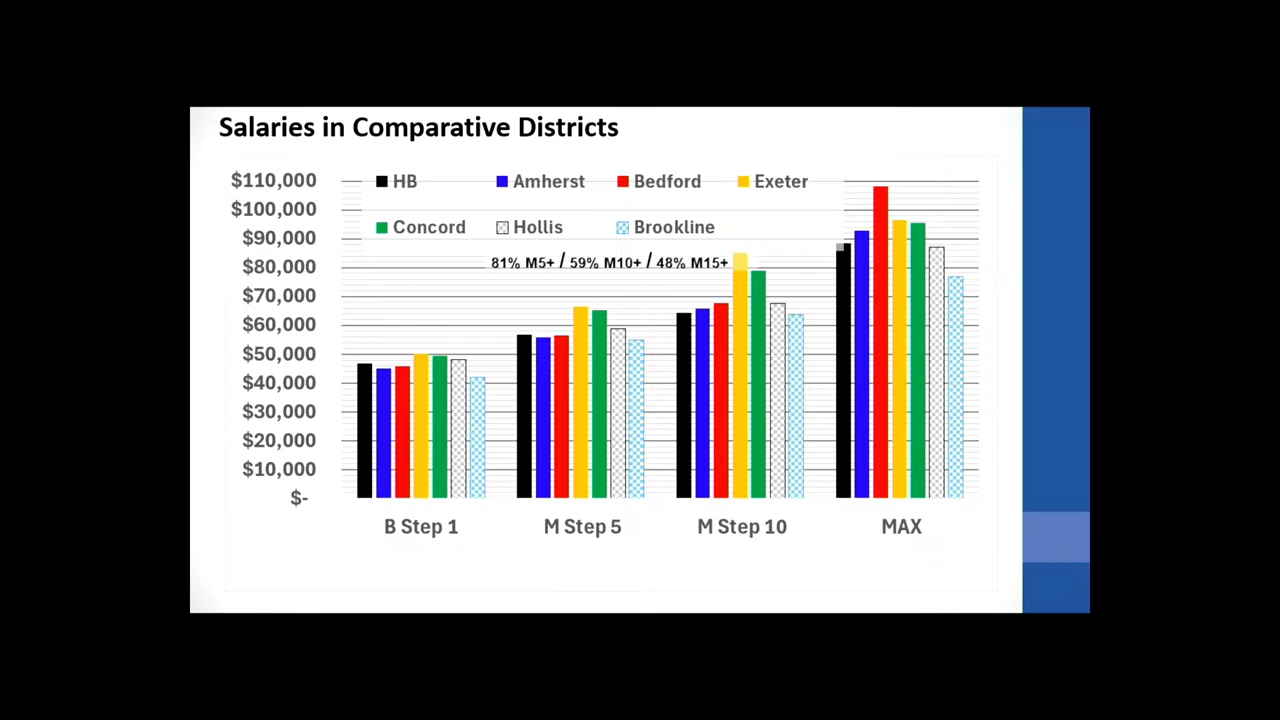 Salaries in Comparative Districts
HB Amherst Bedford Exeter
Concord Hollis Brookline
81% M5+ / 59% M10+ / 48% M15+
$110,000
$100,000
$90,000
$80,000
$70,000
$60,000
$50,000
$40,000
$30,000
$20,000
$10,000
$-
B Step 1 M Step 5 M Step 10 MAX